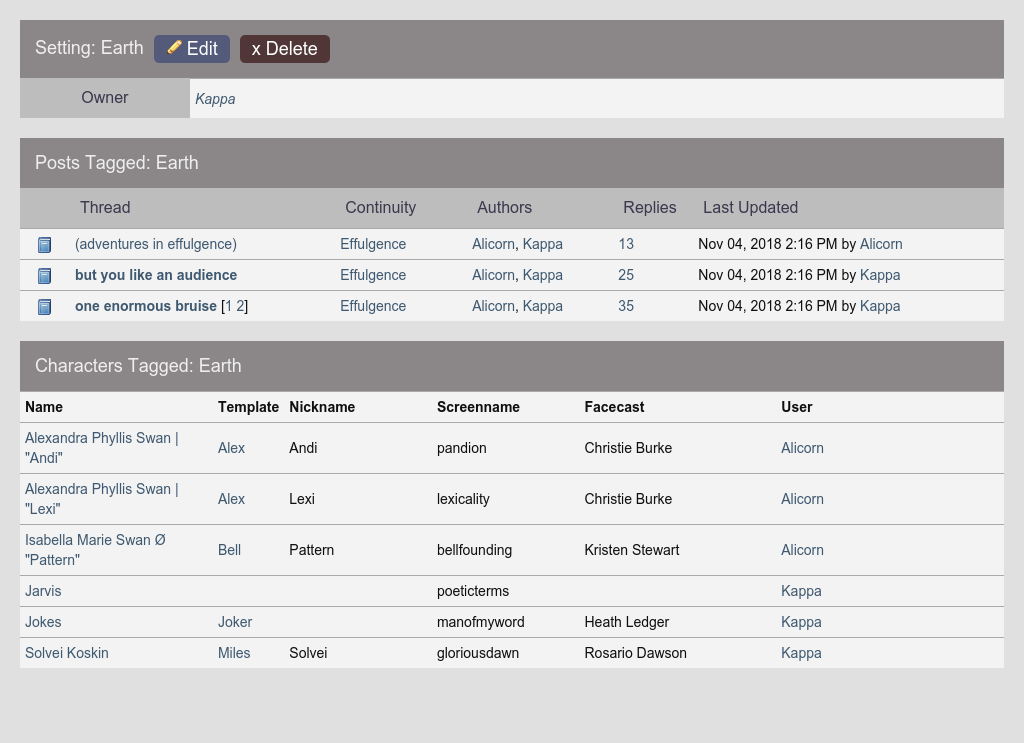 Setting: Earth Edit x Delete
Owner Kappa
Posts Tagged: Earth
Thread Continuity Authors Replies Last Updated
(adventures in effulgence) Effulgence Alicorn, Kappa 13 Nov 04, 2018 2:16 PM by Alicorn
but you like an audience Effulgence Alicorn, Kappa 25 Nov 04, 2018 2:16 PM by Kappa
one enormous bruise [1 2] Effulgence Alicorn, Kappa 35 Nov 04, 2018 2:16 PM by Kappa
Characters Tagged: Earth
Name Template Nickname Screenname Facecast User
Alexandra Phyllis Swan |
"Andi" Alex Andi pandion Christie Burke Alicorn
Alexandra Phyllis Swan |
"Lexi" Alex Lexi lexicality Christie Burke Alicorn
Isabella Marie Swan Ø
"Pattern" Bell Pattern bellfounding Kristen Stewart Alicorn
Jarvis poeticterms Kappa
Jokes Joker manofmyword Heath Ledger Kappa
Solvei Koskin Miles Solvei gloriousdawn Rosario Dawson Kappa